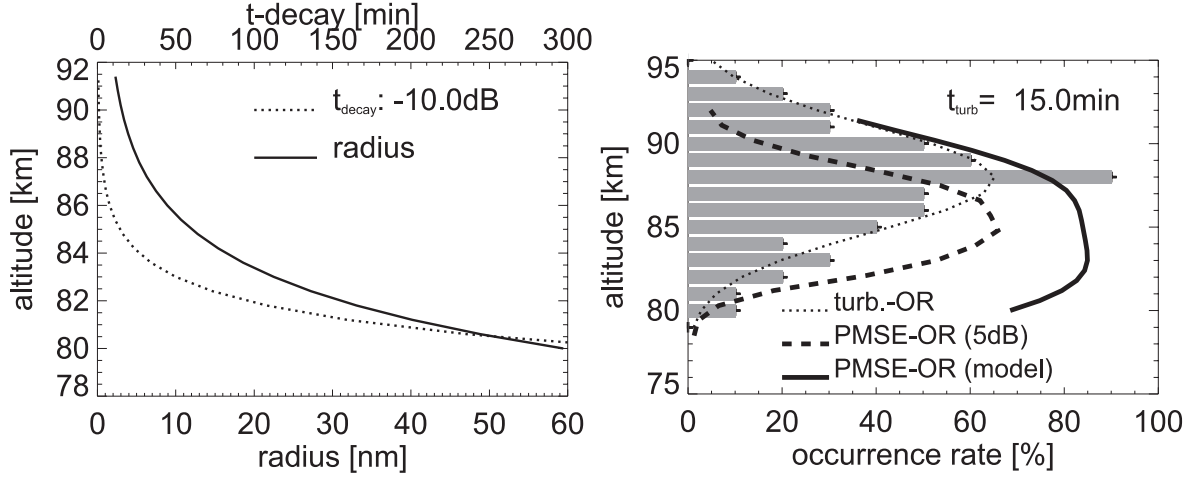 t-decay [min]
0 50 100 150 200 250 300
92
90
88
86
84
82
80
78
altitude [km]
t_decay: -10.0dB
radius
0 10 20 30 40 50 60
radius [nm]
95
90
85
80
75
altitude [km]
t_turb= 15.0min
turb.-OR
PMSE-OR (5dB)
PMSE-OR (model)
0 20 40 60 80 100
occurrence rate [%]